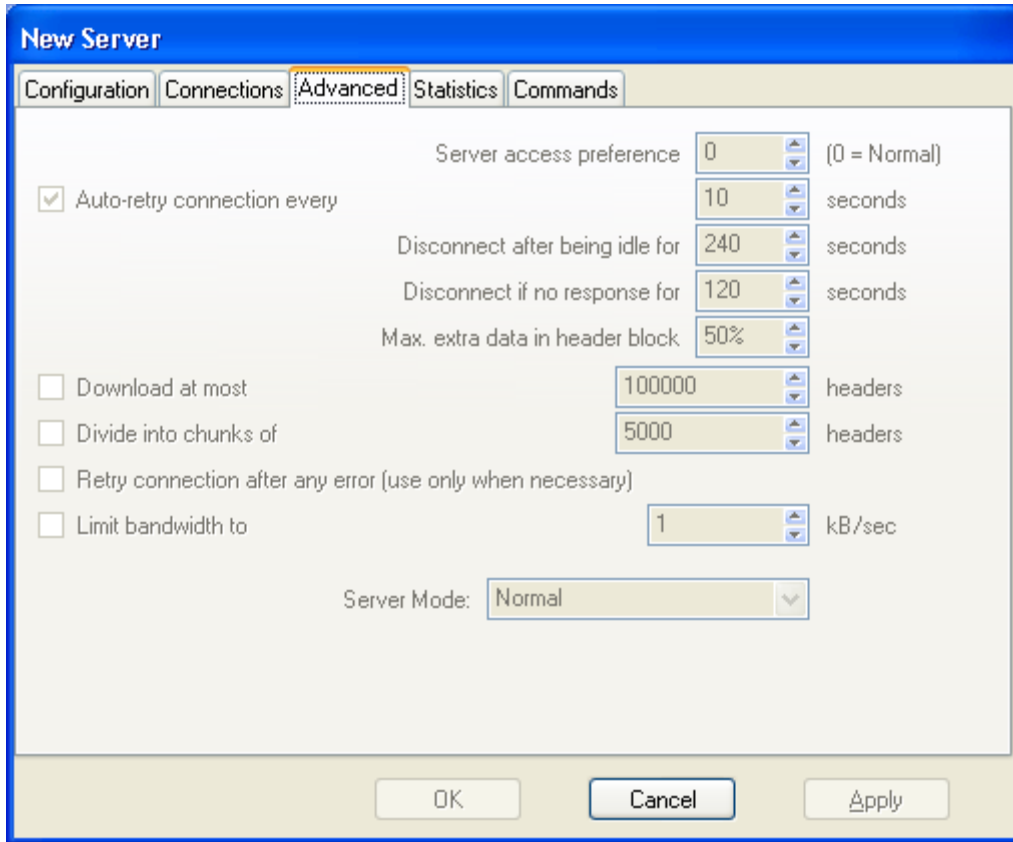 New Server
Configuration Connections Advanced Statistics Commands
Server access preference 0 (0 = Normal)
Auto-retry connection every 10 seconds
Disconnect after being idle for 240 seconds
Disconnect if no response for 120 seconds
Max. extra data in header block 50%
Download at most 100000 headers
Divide into chunks of 5000 headers
Retry connection after any error (use only when necessary)
Limit bandwidth to 1 kB/sec
Server Mode: Normal
OK Cancel Apply